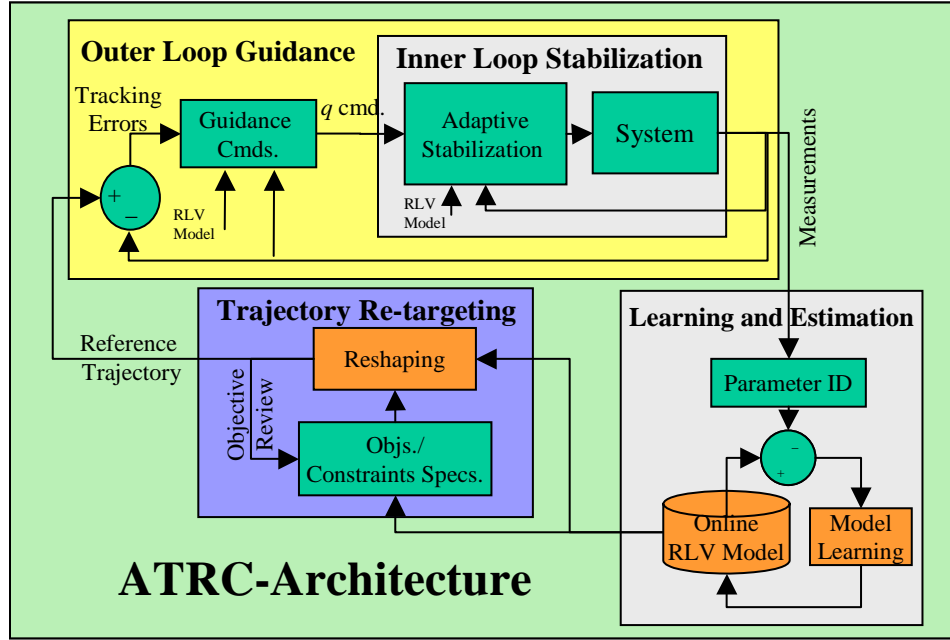 Outer Loop Guidance
Inner Loop Stabilization
Tracking
Errors
q cmd.
Guidance
Cmds.
Adaptive
Stabilization
System
Measurements
+
−
RLV
Model
RLV
Model
Trajectory Re-targeting
Learning and Estimation
Reference
Trajectory
Reshaping
Parameter ID
Objective
Review
Objs./
Constraints Specs.
−
+
Online
RLV Model
Model
Learning
ATRC-Architecture